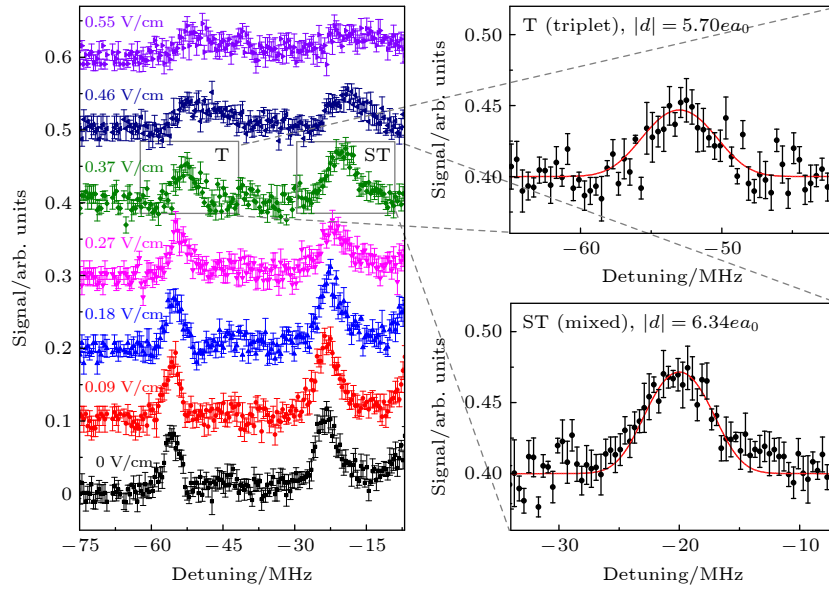 0.55 V/cm
0.46 V/cm
0.37 V/cm
0.27 V/cm
0.18 V/cm
0.09 V/cm
0 V/cm
T
ST
0.6
0.5
0.4
0.3
0.2
0.1
0
Signal/arb. units
−75
−60
−45
−30
−15
Detuning/MHz
T (triplet), |d| = 5.70ea₀
0.50
0.45
0.40
Signal/arb. units
−60
−50
Detuning/MHz
ST (mixed), |d| = 6.34ea₀
0.50
0.45
0.40
Signal/arb. units
−30
−20
−10
Detuning/MHz